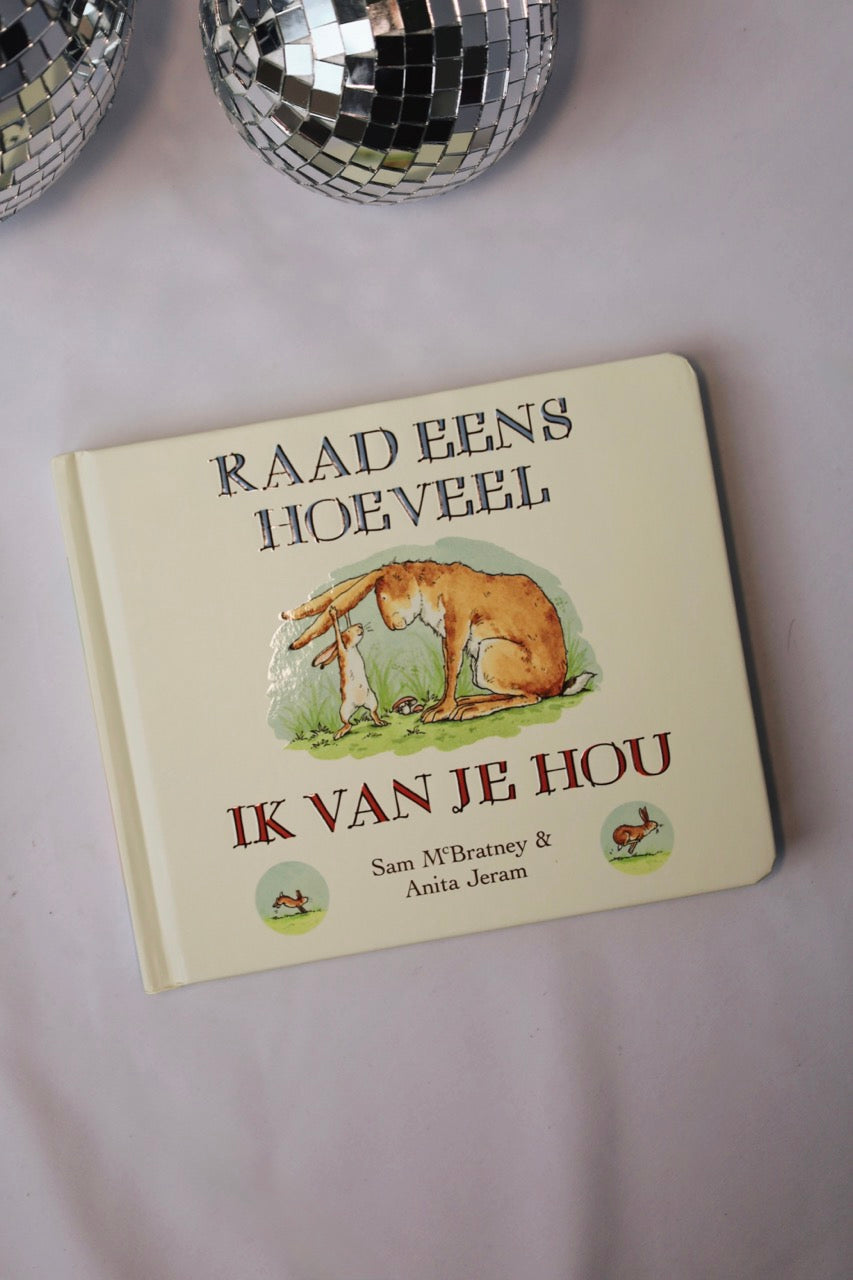 RAAD EENS
HOEVEEL
IK VAN JE HOU
Sam McBratney &
Anita Jeram